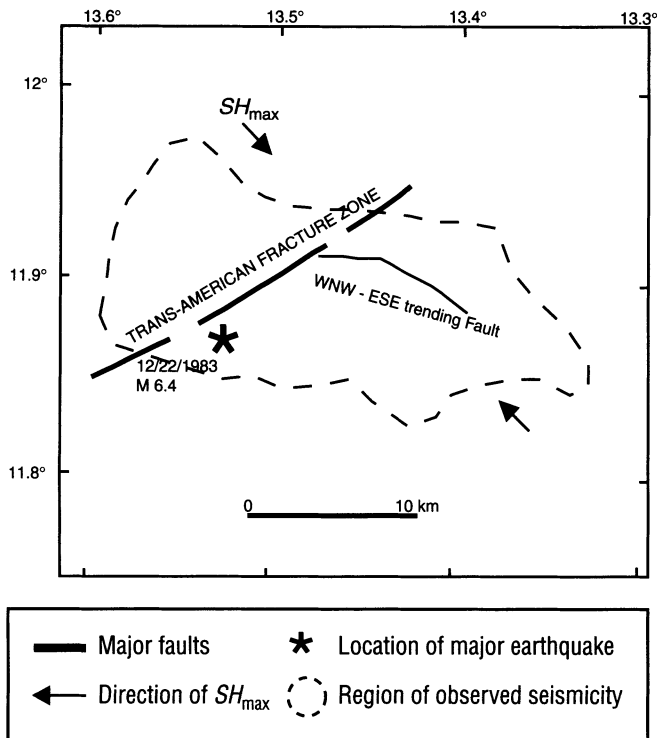 13.6° 13.5° 13.4° 13.3°
12°
SHmax
TRANS-AMERICAN FRACTURE ZONE
11.9°
WNW - ESE trending Fault
12/22/1983
M 6.4
11.8°
0 10 km
Major faults
Location of major earthquake
Direction of SHmax
Region of observed seismicity